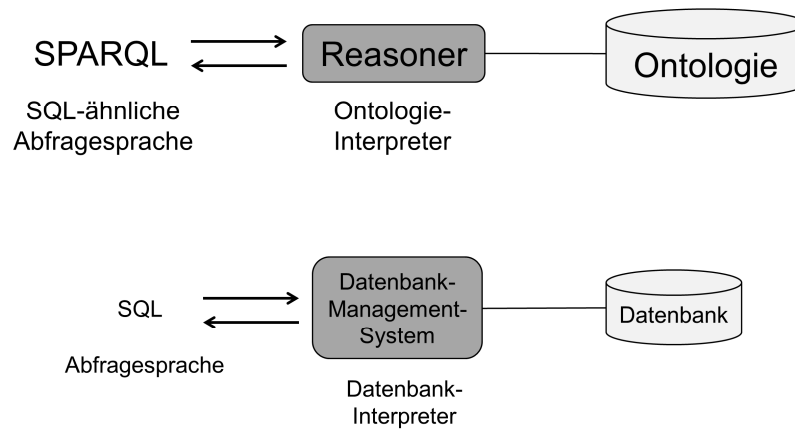 SPARQL
Reasoner
Ontologie
SQL-ähnliche
Abfragesprache
Ontologie-
Interpreter
SQL
Datenbank-
Management-
System
Datenbank
Abfragesprache
Datenbank-
Interpreter